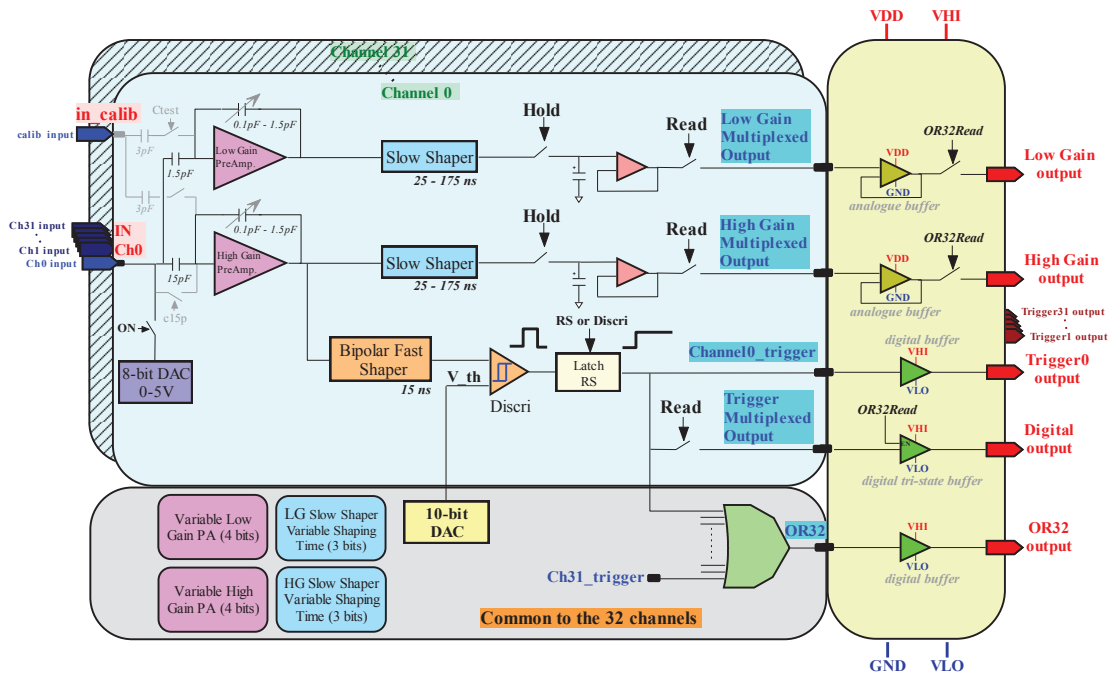 VDD
VHI
Channel 31
Channel 0
in_calib
calib input
Ctest
3pF
1.5pF
0.1pF - 1.5pF
Low Gain
PreAmp.
Slow Shaper
25 - 175 ns
Hold
Read
Low Gain
Multiplexed
Output
OR32Read
VDD
GND
analogue buffer
Low Gain
output
3pF
Ch31 input
Ch1 input
Ch0 input
IN
Ch0
15pF
c15p
0.1pF - 1.5pF
High Gain
PreAmp.
Slow Shaper
25 - 175 ns
Hold
Read
High Gain
Multiplexed
Output
OR32Read
VDD
GND
analogue buffer
High Gain
output
Trigger31 output
Trigger1 output
ON
8-bit DAC
0-5V
Bipolar Fast
Shaper
15 ns
V_th
Discri
RS or Discri
Latch
RS
Channel0_trigger
digital buffer
VHI
VLO
Trigger0
output
Read
Trigger
Multiplexed
Output
OR32Read
EN
VHI
VLO
digital tri-state buffer
Digital
output
Variable Low
Gain PA (4 bits)
LG Slow Shaper
Variable Shaping
Time (3 bits)
10-bit
DAC
OR32
VHI
VLO
digital buffer
OR32
output
Variable High
Gain PA (4 bits)
HG Slow Shaper
Variable Shaping
Time (3 bits)
Ch31_trigger
Common to the 32 channels
GND
VLO